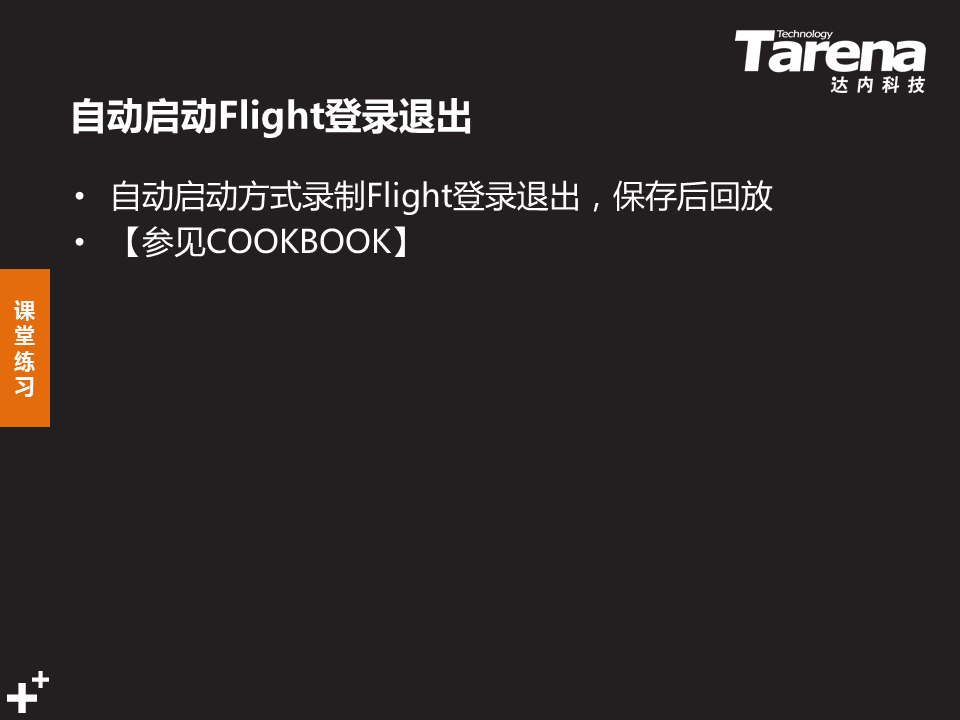 Technology
Tarena
达内科技
自动启动Flight登录退出
• 自动启动方式录制Flight登录退出，保存后回放
• 【参见COOKBOOK】
课
堂
练
习